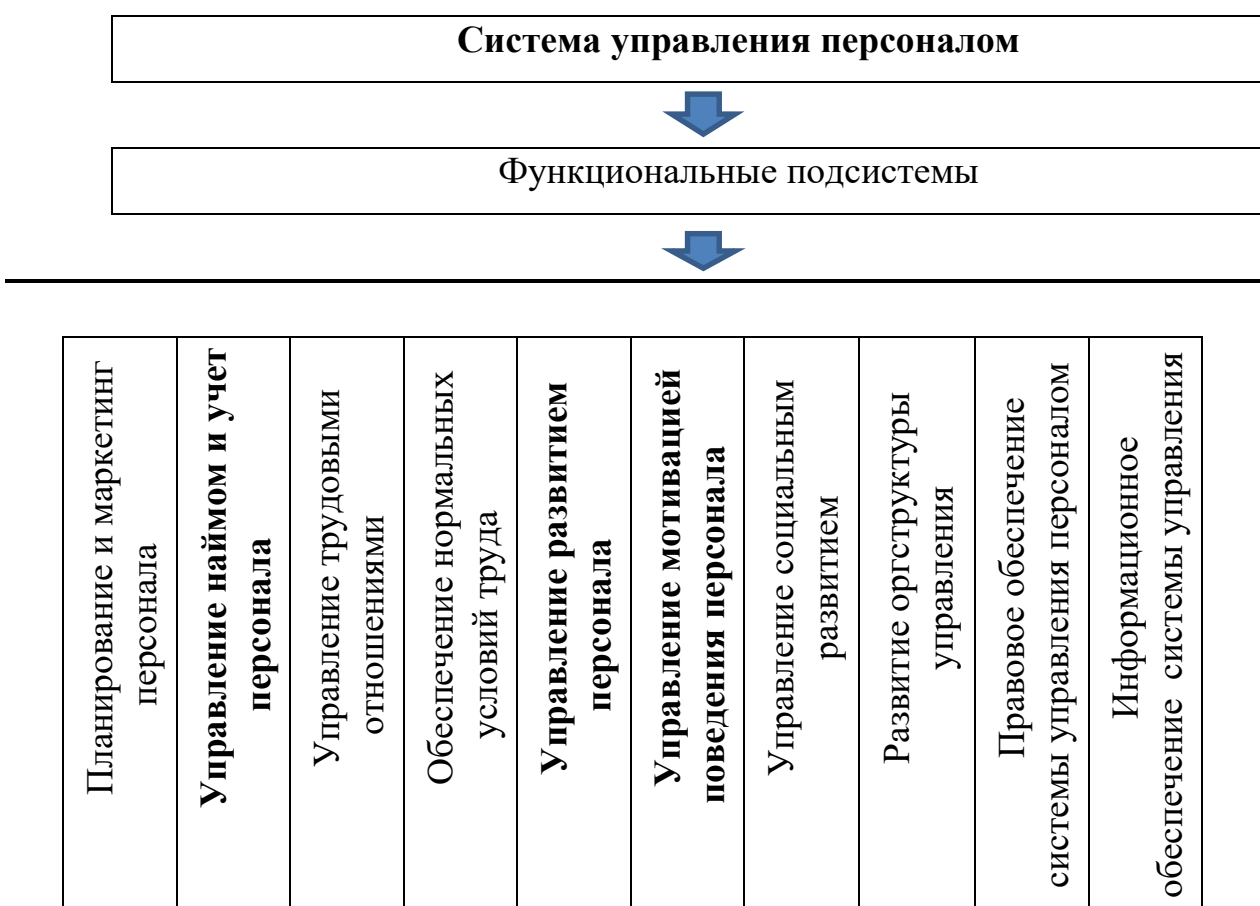 Система управления персоналом
Функциональные подсистемы
Планирование и маркетинг
персонала
Управление наймом и учет
персонала
Управление трудовыми
отношениями
Обеспечение нормальных
условий труда
Управление развитием
персонала
Управление мотивацией
поведения персонала
Управление социальным
развитием
Развитие оргструктуры
управления
Правовое обеспечение
системы управления персоналом
Информационное
обеспечение системы управления